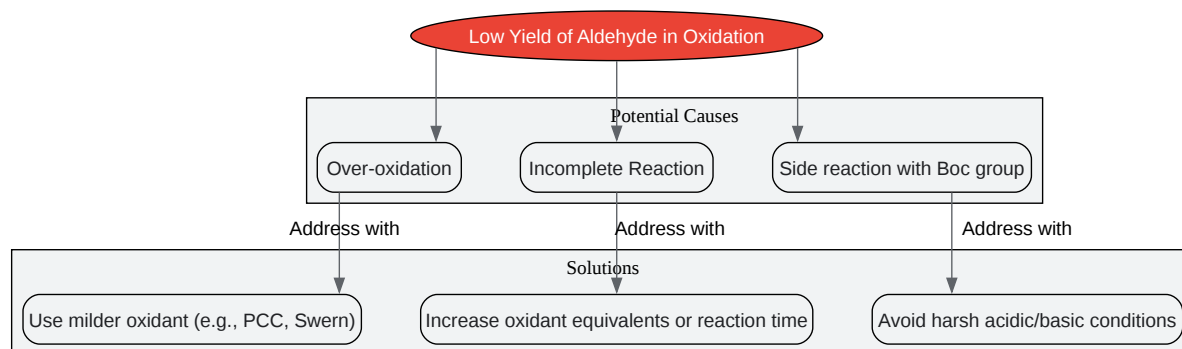 Low Yield of Aldehyde in Oxidation
Potential Causes
Over-oxidation
Incomplete Reaction
Side reaction with Boc group
Address with
Address with
Address with
Solutions
Use milder oxidant (e.g., PCC, Swern)
Increase oxidant equivalents or reaction time
Avoid harsh acidic/basic conditions